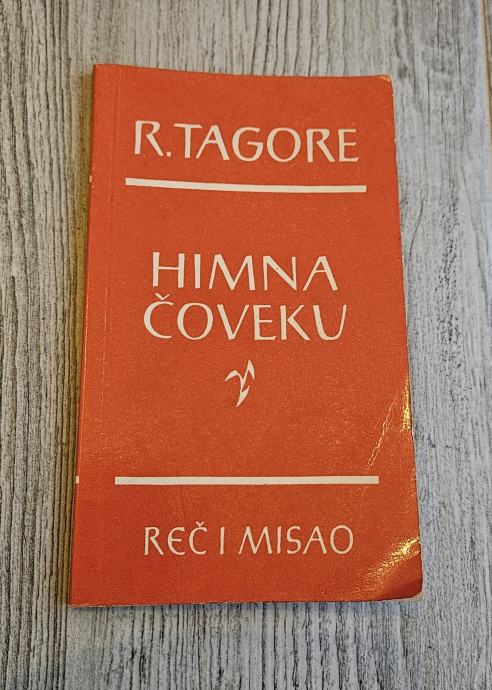 R. TAGORE
HIMNA
ČOVEKU
REČ I MISAO